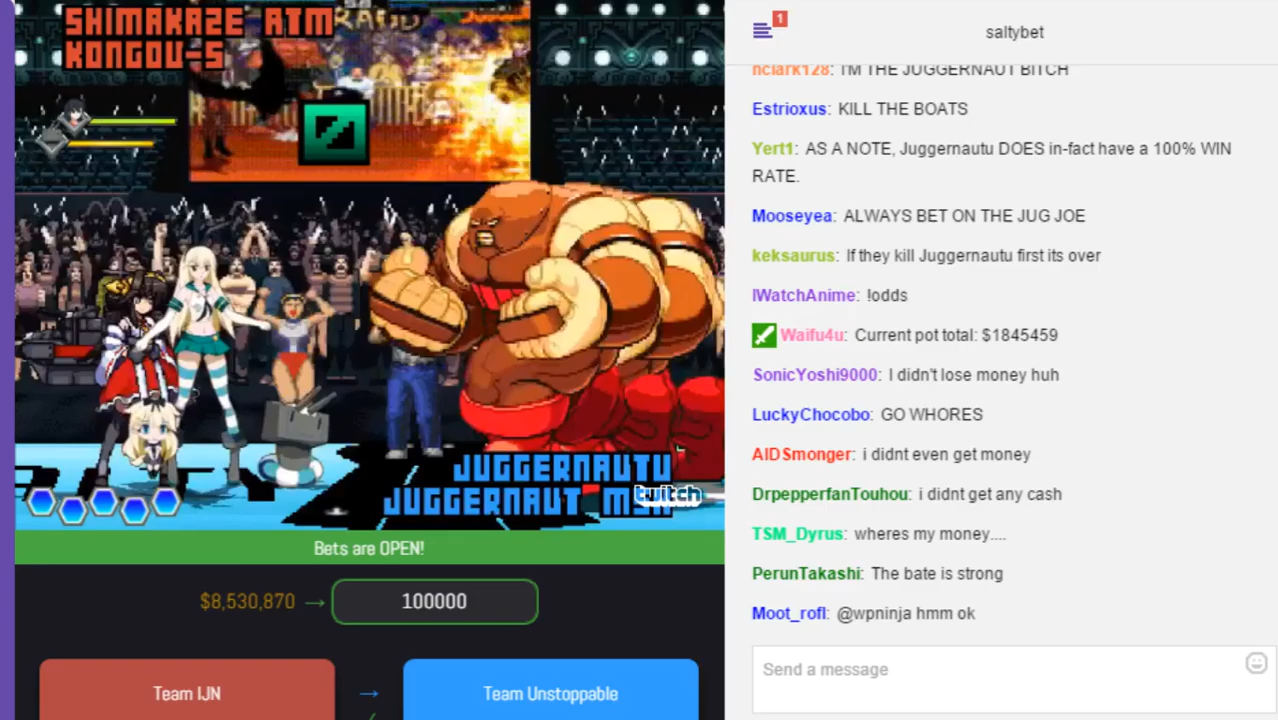 SHIMAKAZE ATM
KONGOU-S
JUGGERNAUTU
JUGGERNAUT
twitch
Bets are OPEN!
$8,530,870 → 100000
Team IJN → Team Unstoppable
1
saltybet
nclark128: I'M THE JUGGERNAUT BITCH
Estrioxus: KILL THE BOATS
Yert1: AS A NOTE, Juggernautu DOES in-fact have a 100% WIN
RATE.
Mooseyea: ALWAYS BET ON THE JUG JOE
keksaurus: If they kill Juggernautu first its over
IWatchAnime: !odds
Waifu4u: Current pot total: $1845459
SonicYoshi9000: I didn't lose money huh
LuckyChocobo: GO WHORES
AIDSmonger: i didnt even get money
DrpepperfanTouhou: i didnt get any cash
TSM_Dyrus: wheres my money....
PerunTakashi: The bate is strong
Moot_rofl: @wpninja hmm ok
Send a message